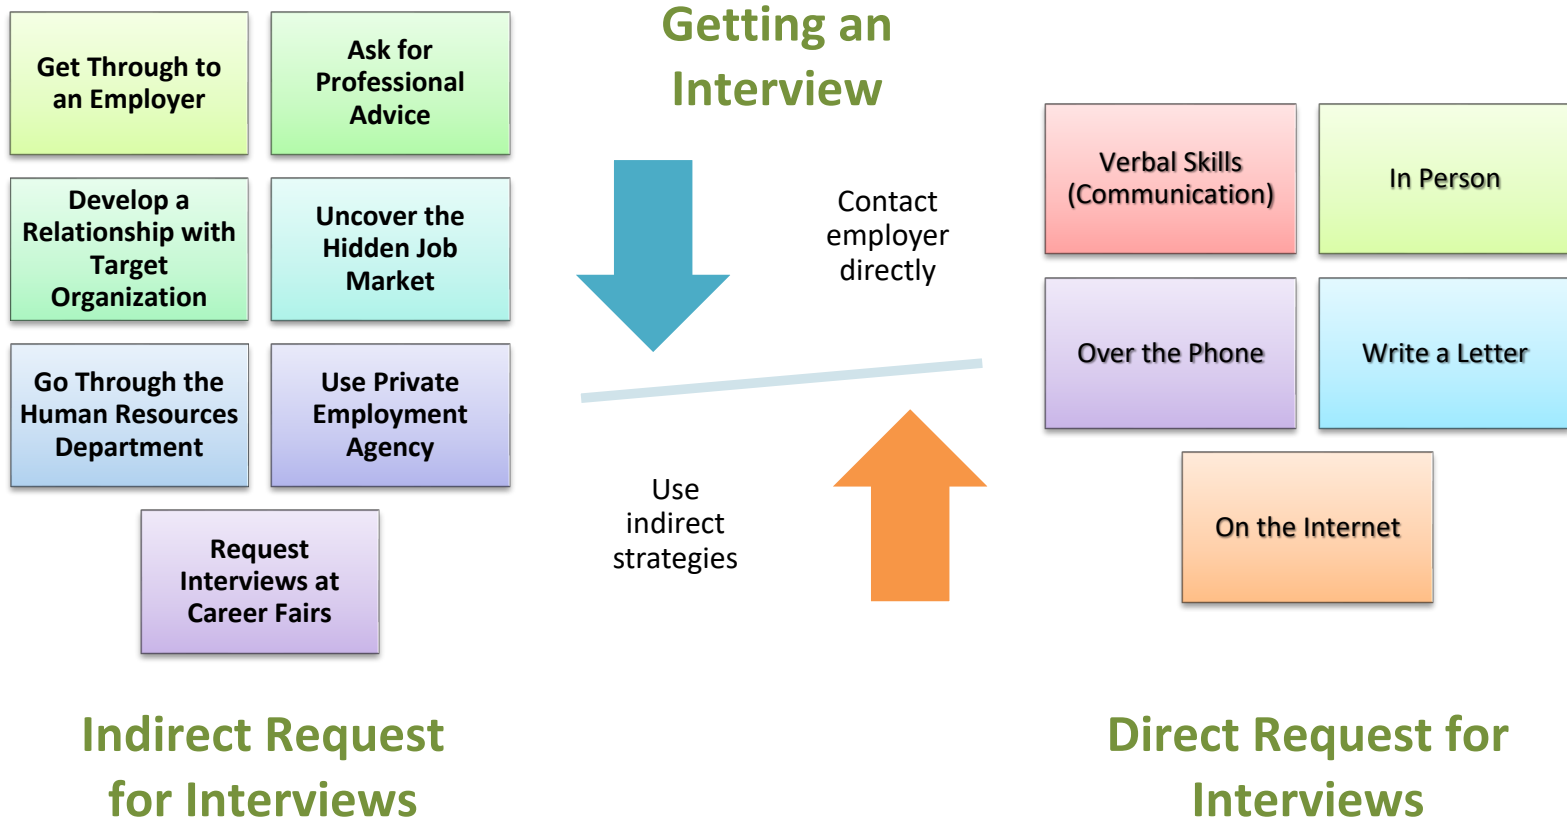 Getting an
Interview
Get Through to
an Employer
Ask for
Professional
Advice
Develop a
Relationship with
Target
Organization
Uncover the
Hidden Job
Market
Go Through the
Human Resources
Department
Use Private
Employment
Agency
Request
Interviews at
Career Fairs
Indirect Request
for Interviews
Contact
employer
directly
Use
indirect
strategies
Verbal Skills
(Communication)
In Person
Over the Phone
Write a Letter
On the Internet
Direct Request for
Interviews